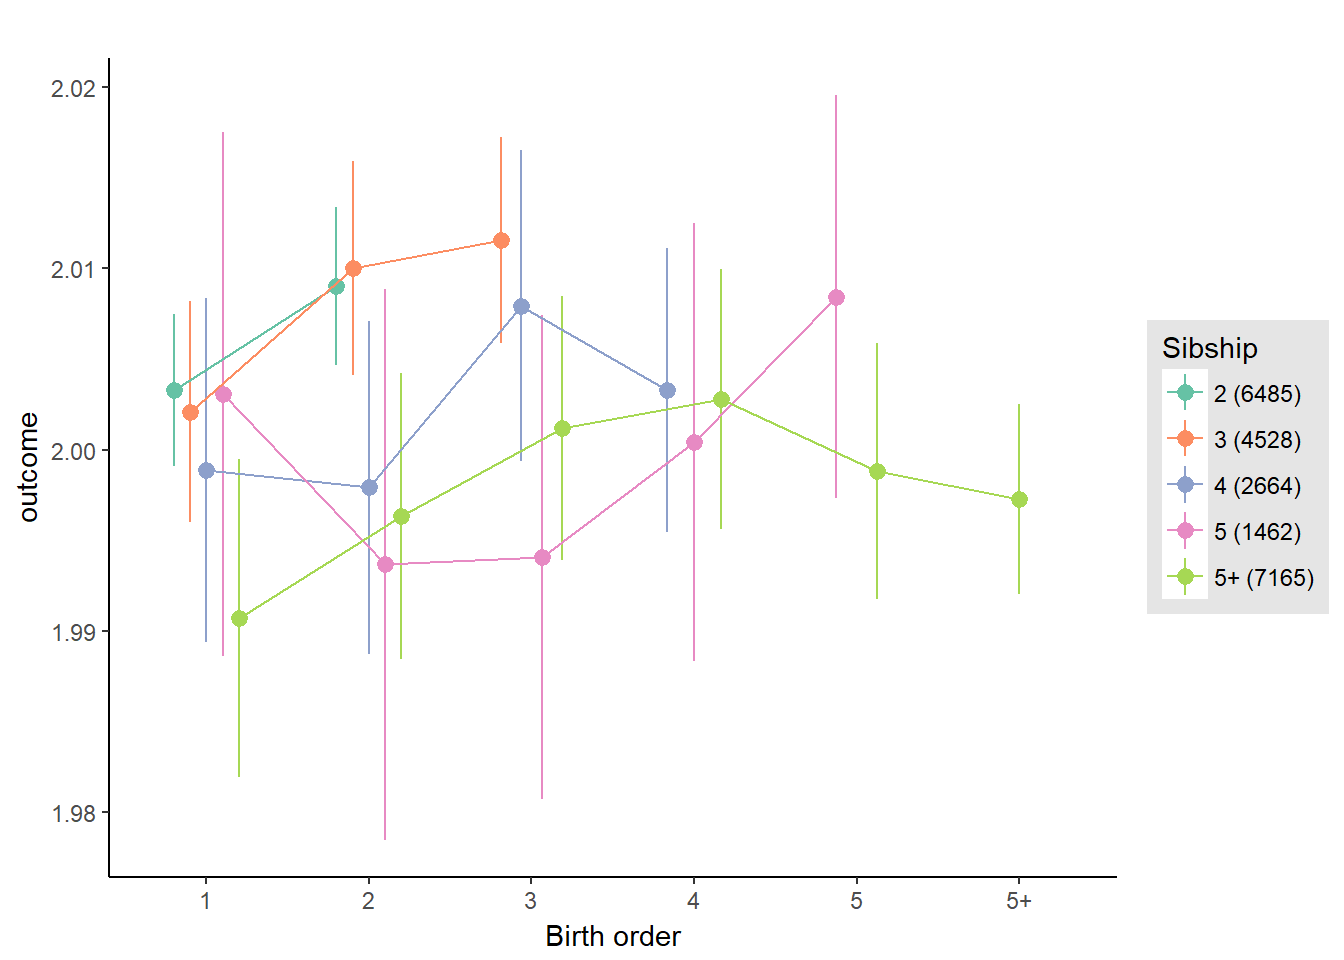 2.02
2.01
2.00
1.99
1.98
outcome
1 2 3 4 5 5+
Birth order
Sibship
2 (6485)
3 (4528)
4 (2664)
5 (1462)
5+ (7165)